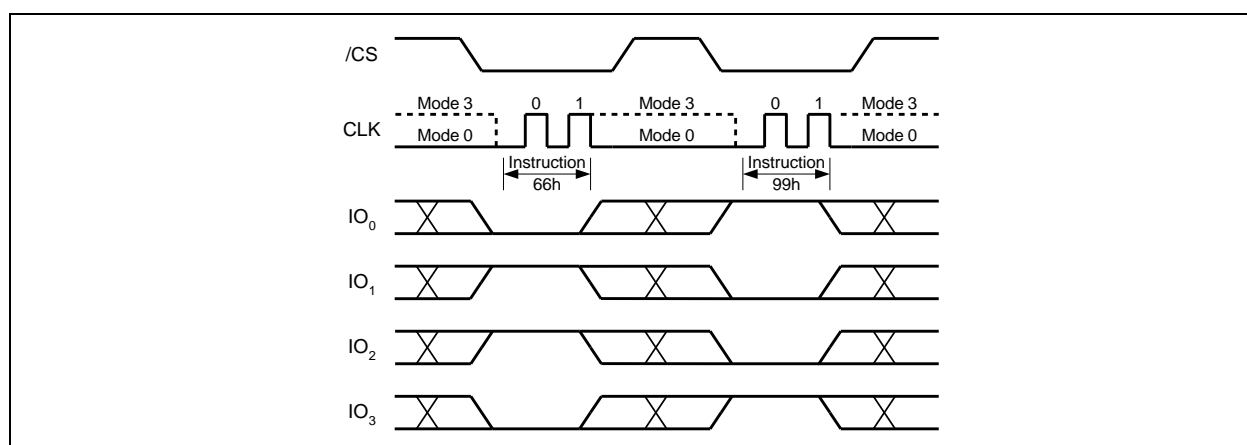 /CS
Mode 3 0 1 Mode 3 0 1 Mode 3
CLK
Mode 0 Mode 0 Mode 0
Instruction Instruction
66h 99h
IO0
IO1
IO2
IO3